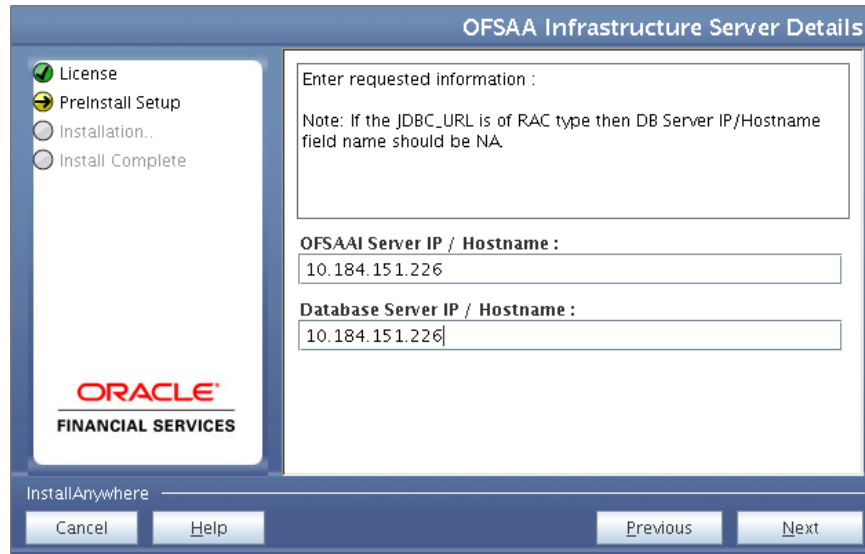 OFSAA Infrastructure Server Details
License
PreInstall Setup
Installation..
Install Complete
ORACLE
FINANCIAL SERVICES
Enter requested information :
Note: If the JDBC_URL is of RAC type then DB Server IP/Hostname
field name should be NA.
OFSAAI Server IP / Hostname :
10.184.151.226
Database Server IP / Hostname :
10.184.151.226
InstallAnywhere
Cancel
Help
Previous
Next